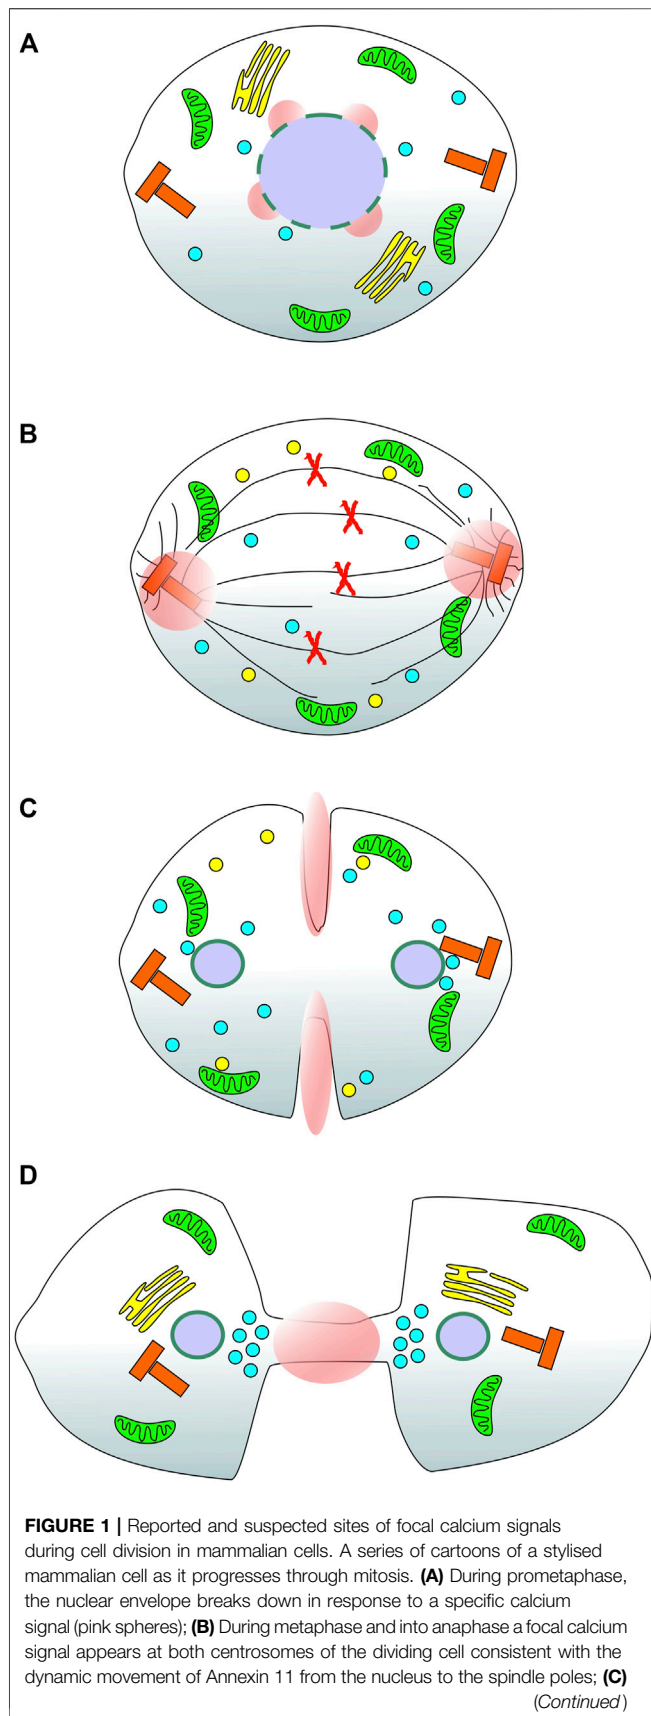 A
B
C
D
FIGURE 1 | Reported and suspected sites of focal calcium signals
during cell division in mammalian cells. A series of cartoons of a stylised
mammalian cell as it progresses through mitosis. (A) During prometaphase,
the nuclear envelope breaks down in response to a specific calcium
signal (pink spheres); (B) During metaphase and into anaphase a focal calcium
signal appears at both centrosomes of the dividing cell consistent with the
dynamic movement of Annexin 11 from the nucleus to the spindle poles; (C)
(Continued)